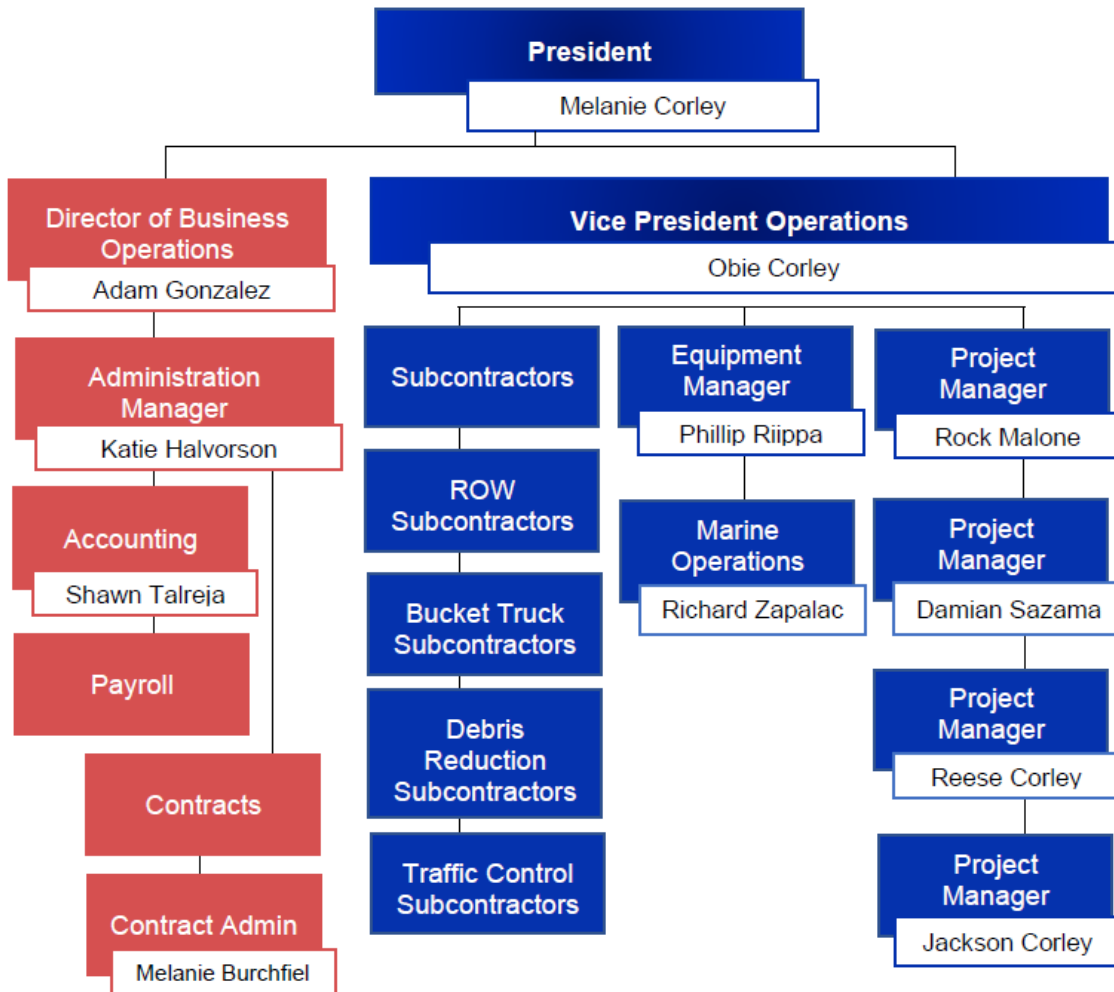 President
Melanie Corley
Director of Business
Operations
Adam Gonzalez
Vice President Operations
Obie Corley
Administration
Manager
Katie Halvorson
Accounting
Shawn Talreja
Payroll
Contracts
Contract Admin
Melanie Burchfiel
Subcontractors
ROW
Subcontractors
Bucket Truck
Subcontractors
Debris
Reduction
Subcontractors
Traffic Control
Subcontractors
Equipment
Manager
Phillip Riippa
Marine
Operations
Richard Zapalac
Project
Manager
Rock Malone
Project
Manager
Damian Sazama
Project
Manager
Reese Corley
Project
Manager
Jackson Corley